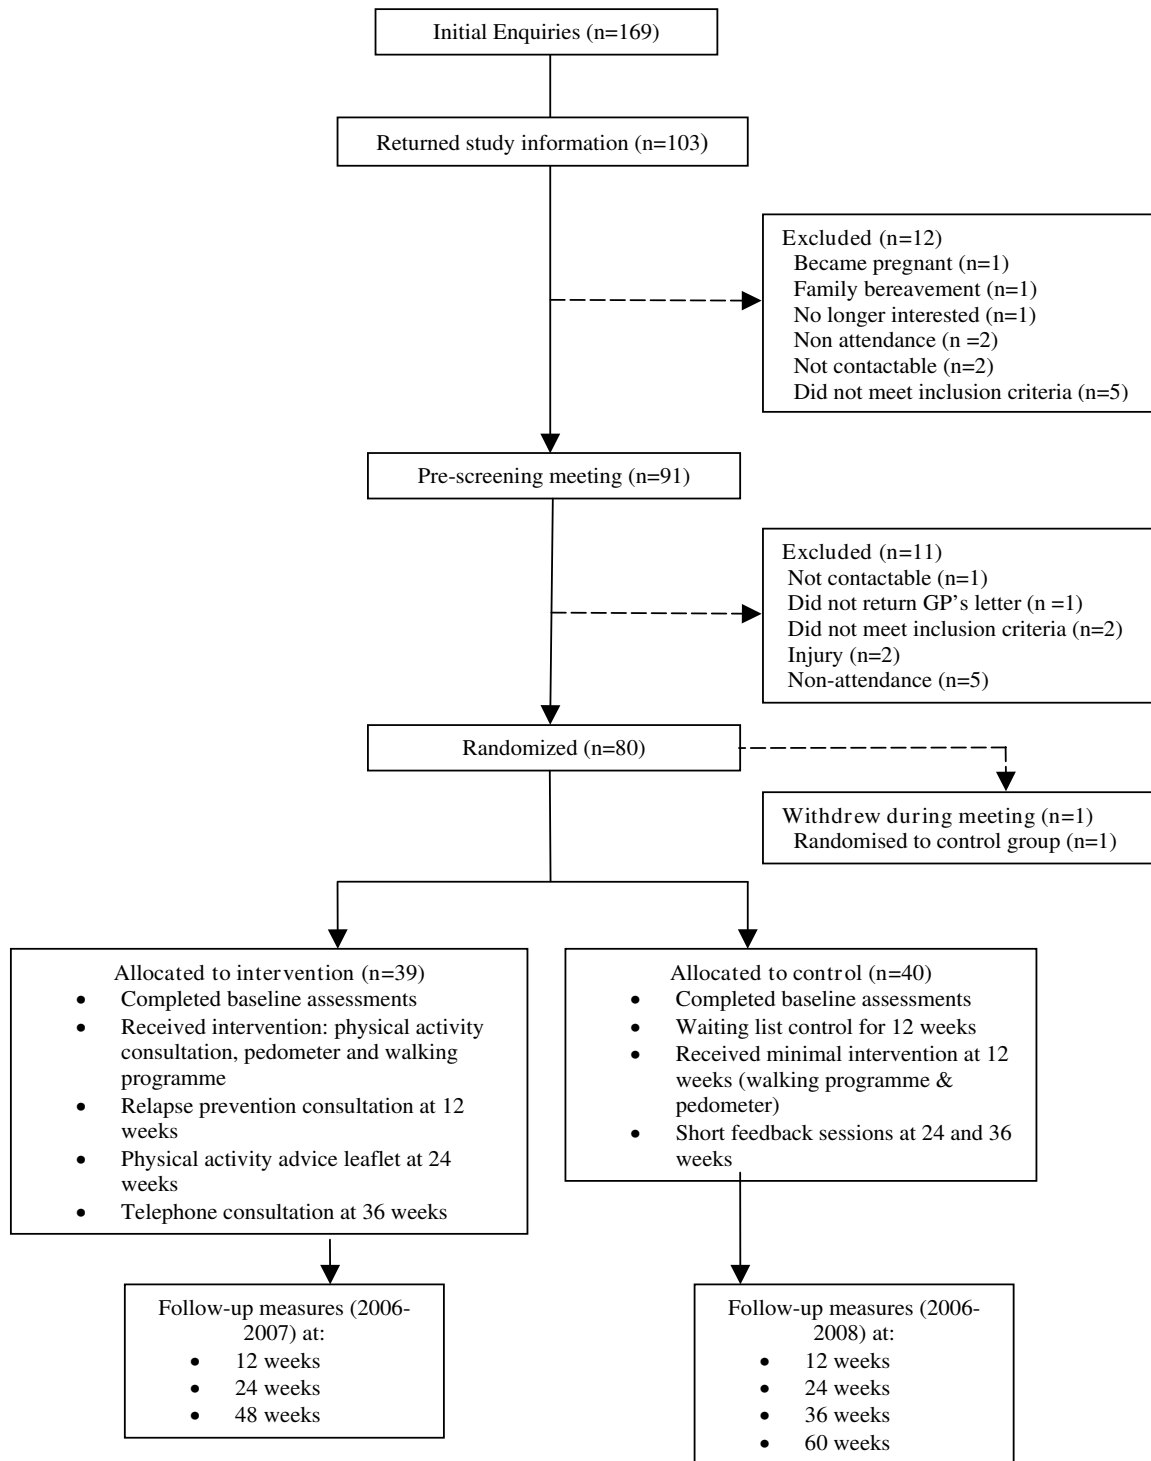 Initial Enquiries (n=169)
Returned study information (n=103)
Excluded (n=12)
Became pregnant (n=1)
Family bereavement (n=1)
No longer interested (n=1)
Non attendance (n =2)
Not contactable (n=2)
Did not meet inclusion criteria (n=5)
Pre-screening meeting (n=91)
Excluded (n=11)
Not contactable (n=1)
Did not return GP's letter (n =1)
Did not meet inclusion criteria (n=2)
Injury (n=2)
Non-attendance (n=5)
Randomized (n=80)
Withdrew during meeting (n=1)
Randomised to control group (n=1)
Allocated to intervention (n=39)
• Completed baseline assessments
• Received intervention: physical activity
consultation, pedometer and walking
programme
• Relapse prevention consultation at 12
weeks
• Physical activity advice leaflet at 24
weeks
• Telephone consultation at 36 weeks
Allocated to control (n=40)
• Completed baseline assessments
• Waiting list control for 12 weeks
• Received minimal intervention at 12
weeks (walking programme &
pedometer)
• Short feedback sessions at 24 and 36
weeks
Follow-up measures (2006-
2007) at:
• 12 weeks
• 24 weeks
• 48 weeks
Follow-up measures (2006-
2008) at:
• 12 weeks
• 24 weeks
• 36 weeks
• 60 weeks